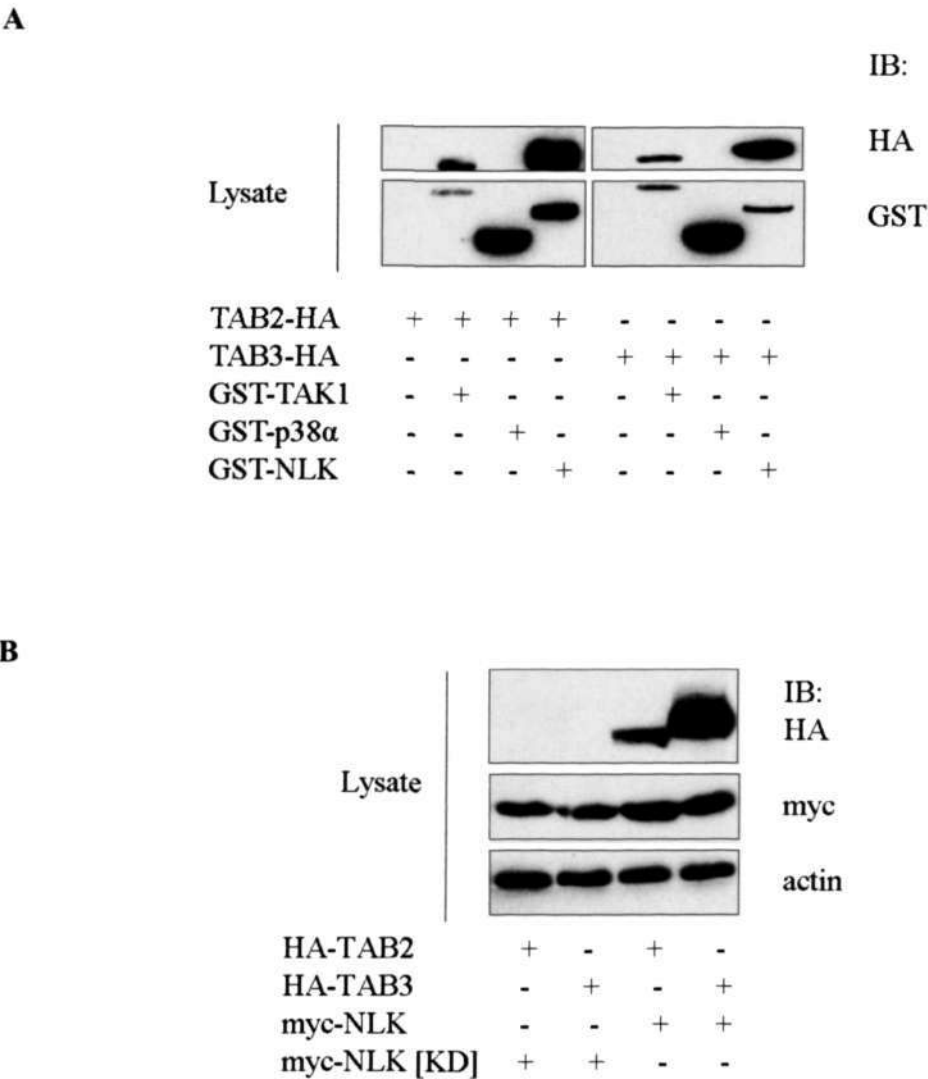 A
IB:
HA
Lysate
GST
TAB2-HA + + + + - - - -
TAB3-HA - - - - + + + +
GST-TAK1 - + - - - + - -
GST-p38α - - + - - - + -
GST-NLK - - - + - - - +
B
IB:
HA
Lysate
myc
actin
HA-TAB2 + - + -
HA-TAB3 - + - +
myc-NLK - - + +
myc-NLK [KD] + + - -